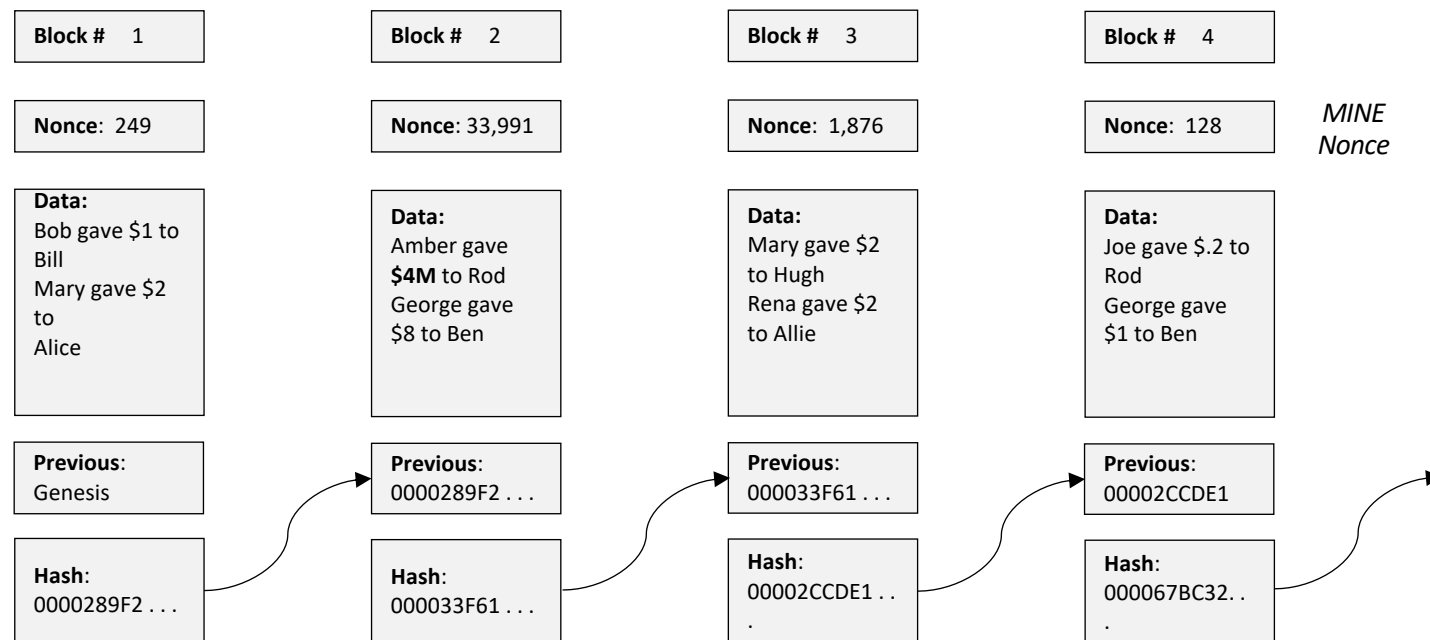 Block # 1
Nonce: 249
Data:
Bob gave $1 to
Bill
Mary gave $2
to
Alice
Previous:
Genesis
Hash:
0000289F2 . . .
Block # 2
Nonce: 33,991
Data:
Amber gave
$4M to Rod
George gave
$8 to Ben
Previous:
0000289F2 . . .
Hash:
000033F61 . . .
Block # 3
Nonce: 1,876
Data:
Mary gave $2
to Hugh
Rena gave $2
to Allie
Previous:
000033F61 . . .
Hash:
00002CCDE1 . .
.
Block # 4
Nonce: 128
Data:
Joe gave $.2 to
Rod
George gave
$1 to Ben
Previous:
00002CCDE1
Hash:
000067BC32. .
.
MINE
Nonce